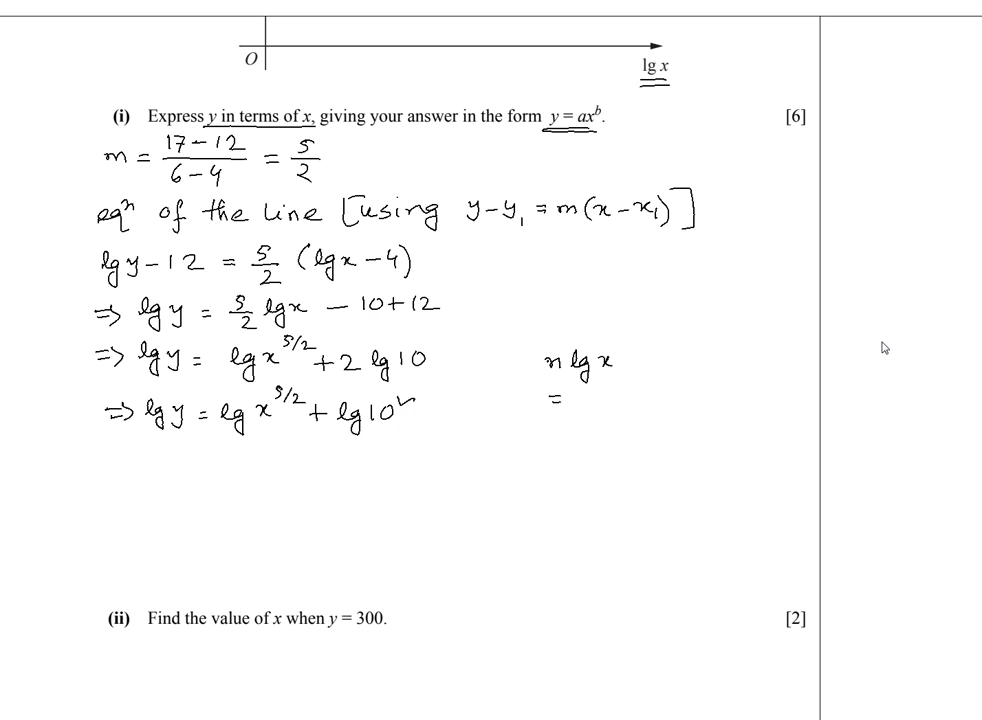 O
lg x
(i) Express y in terms of x, giving your answer in the form y = axᵇ. [6]
m = (17 - 12)/(6 - 4) = 5/2
eqⁿ of the line [using y - y₁ = m(x - x₁)]
lg y - 12 = 5/2 (lg x - 4)
⇒ lg y = 5/2 lg x - 10 + 12
⇒ lg y = lg x^(5/2) + 2 lg 10
n lg x
⇒ lg y = lg x^(5/2) + lg 10²
=
(ii) Find the value of x when y = 300. [2]